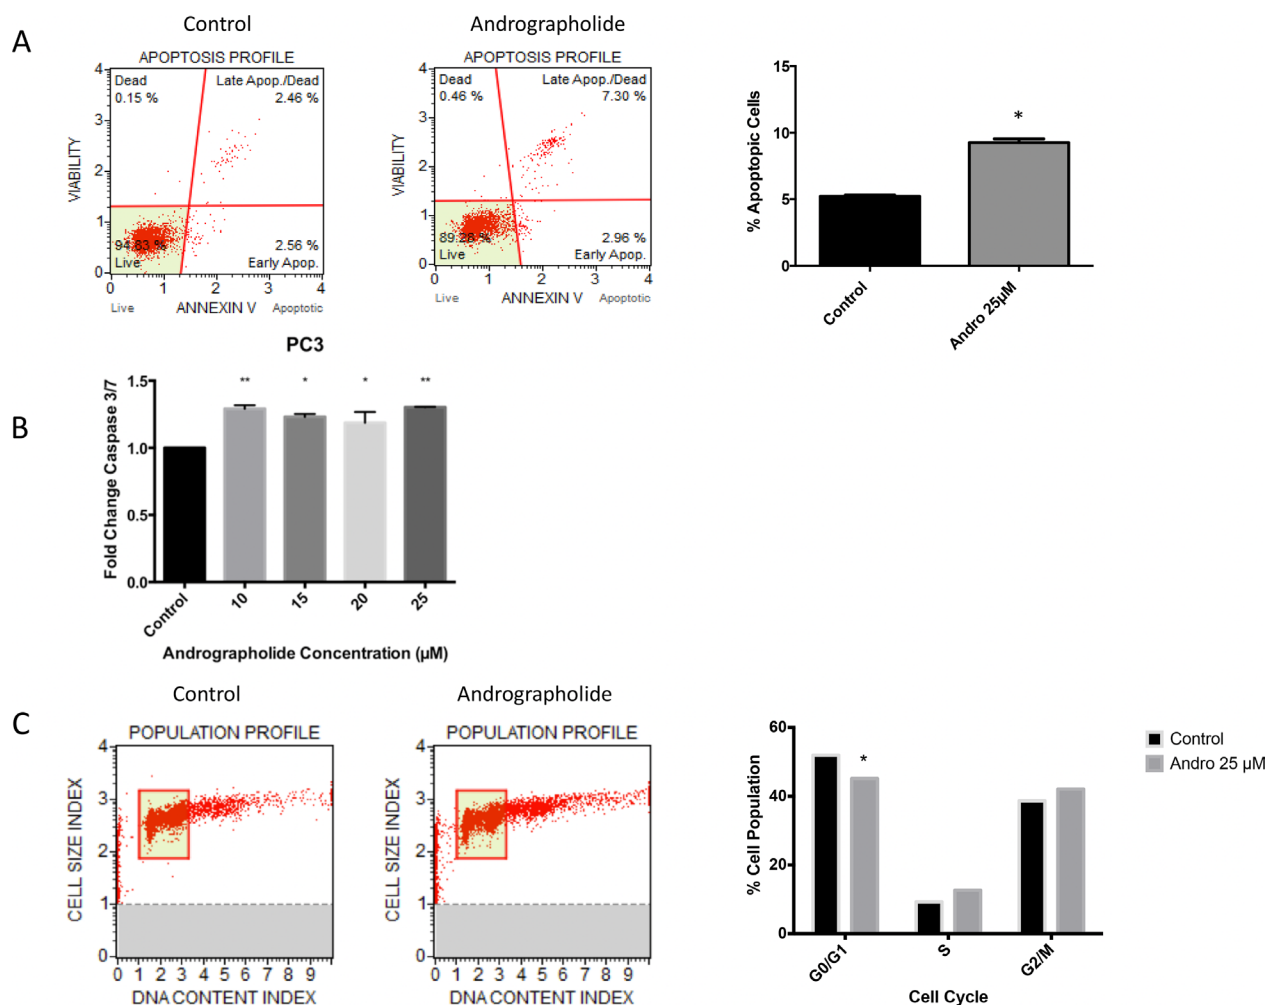 A
Control
Andrographolide
APOPTOSIS PROFILE
Dead
0.15 %
Late Apop./Dead
2.46 %
94.83 %
Live
2.56 %
Early Apop.
VIABILITY
4
3
2
1
0
0 1 2 3 4
Live
ANNEXIN V
Apoptotic
APOPTOSIS PROFILE
Dead
0.46 %
Late Apop./Dead
7.30 %
89.28 %
Live
2.96 %
Early Apop.
VIABILITY
4
3
2
1
0
0 1 2 3 4
Live
ANNEXIN V
Apoptotic
% Apoptopic Cells
15
10
5
0
*
Control
Andro 25µM
B
PC3
Fold Change Caspase 3/7
1.5
1.0
0.5
0.0
** * * **
Control
10
15
20
25
Andrographolide Concentration (µM)
C
Control
Andrographolide
POPULATION PROFILE
CELL SIZE INDEX
4
3
2
1
0
0 1 2 3 4 5 6 7 8 9
DNA CONTENT INDEX
POPULATION PROFILE
CELL SIZE INDEX
4
3
2
1
0
0 1 2 3 4 5 6 7 8 9
DNA CONTENT INDEX
% Cell Population
60
40
20
0
*
G0/G1
S
G2/M
Cell Cycle
Control
Andro 25 µM